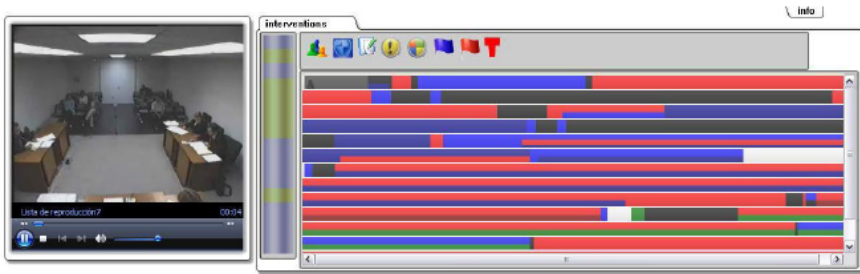 info
interventions
T
Lista de reproducción7
00:04